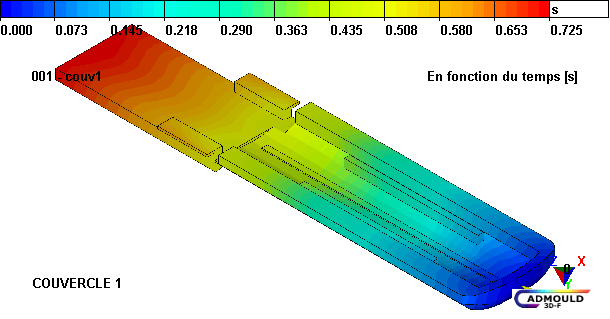 s
0.000 0.073 0.145 0.218 0.290 0.363 0.435 0.508 0.580 0.653 0.725
001 - couv1
En fonction du temps [s]
X
0
Y
COUVERCLE 1
CADMOULD
3D-F